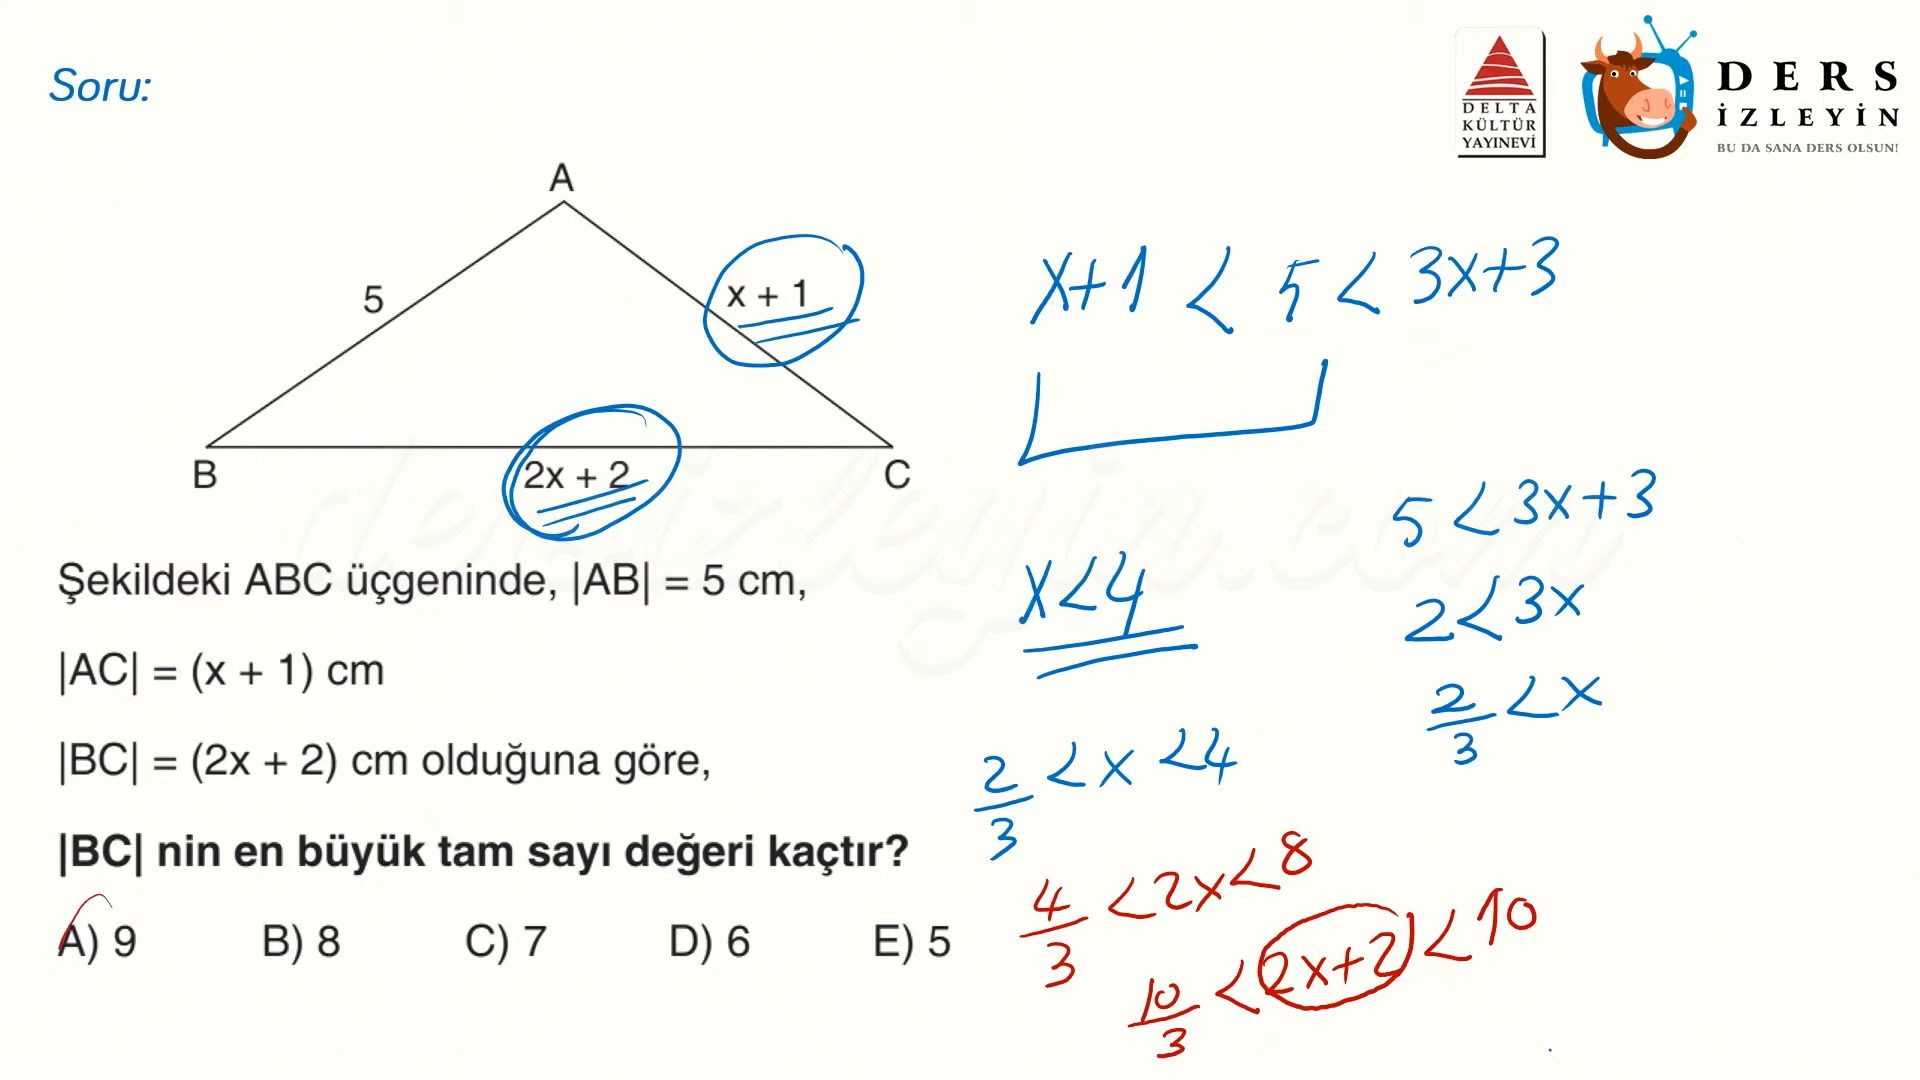 Soru:
DELTA
KÜLTÜR
YAYINEVİ
DERS
İZLEYİN
BU DA SANA DERS OLSUN!
A
5
x + 1
B
2x + 2
C
x+1 < 5 < 3x+3
5 < 3x+3
x<4
2 < 3x
2/3 < x
2/3 < x < 4
4/3 < 2x < 8
10/3 < 2x+2 < 10
dersizleyin.com
Şekildeki ABC üçgeninde, |AB| = 5 cm,
|AC| = (x + 1) cm
|BC| = (2x + 2) cm olduğuna göre,
|BC| nin en büyük tam sayı değeri kaçtır?
A) 9 B) 8 C) 7 D) 6 E) 5